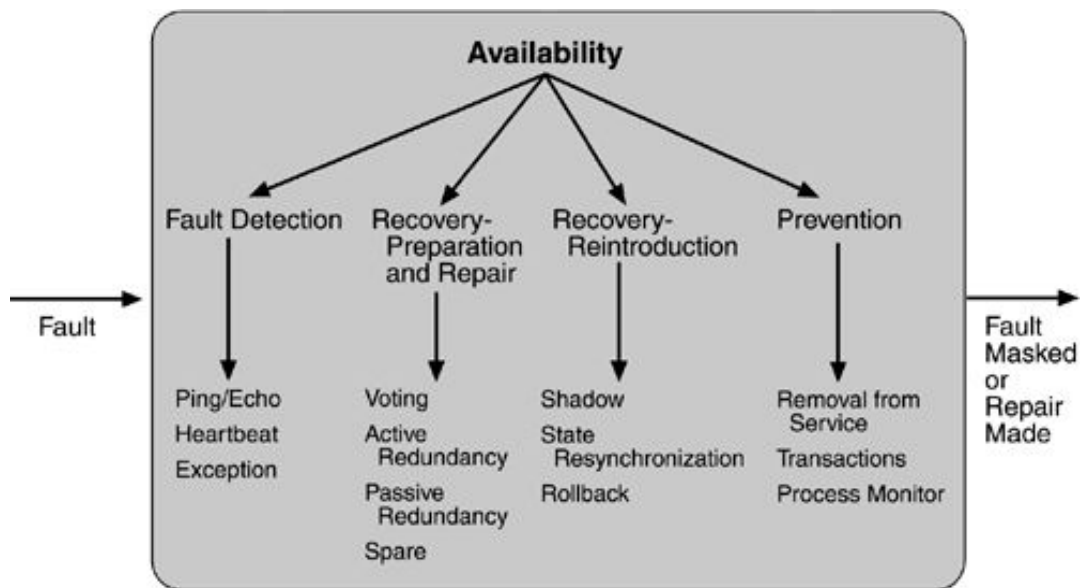 Availability
Fault Detection
Recovery-
Preparation
and Repair
Recovery-
Reintroduction
Prevention
Fault
Ping/Echo
Heartbeat
Exception
Voting
Active
Redundancy
Passive
Redundancy
Spare
Shadow
State
Resynchronization
Rollback
Removal from
Service
Transactions
Process Monitor
Fault
Masked
or
Repair
Made